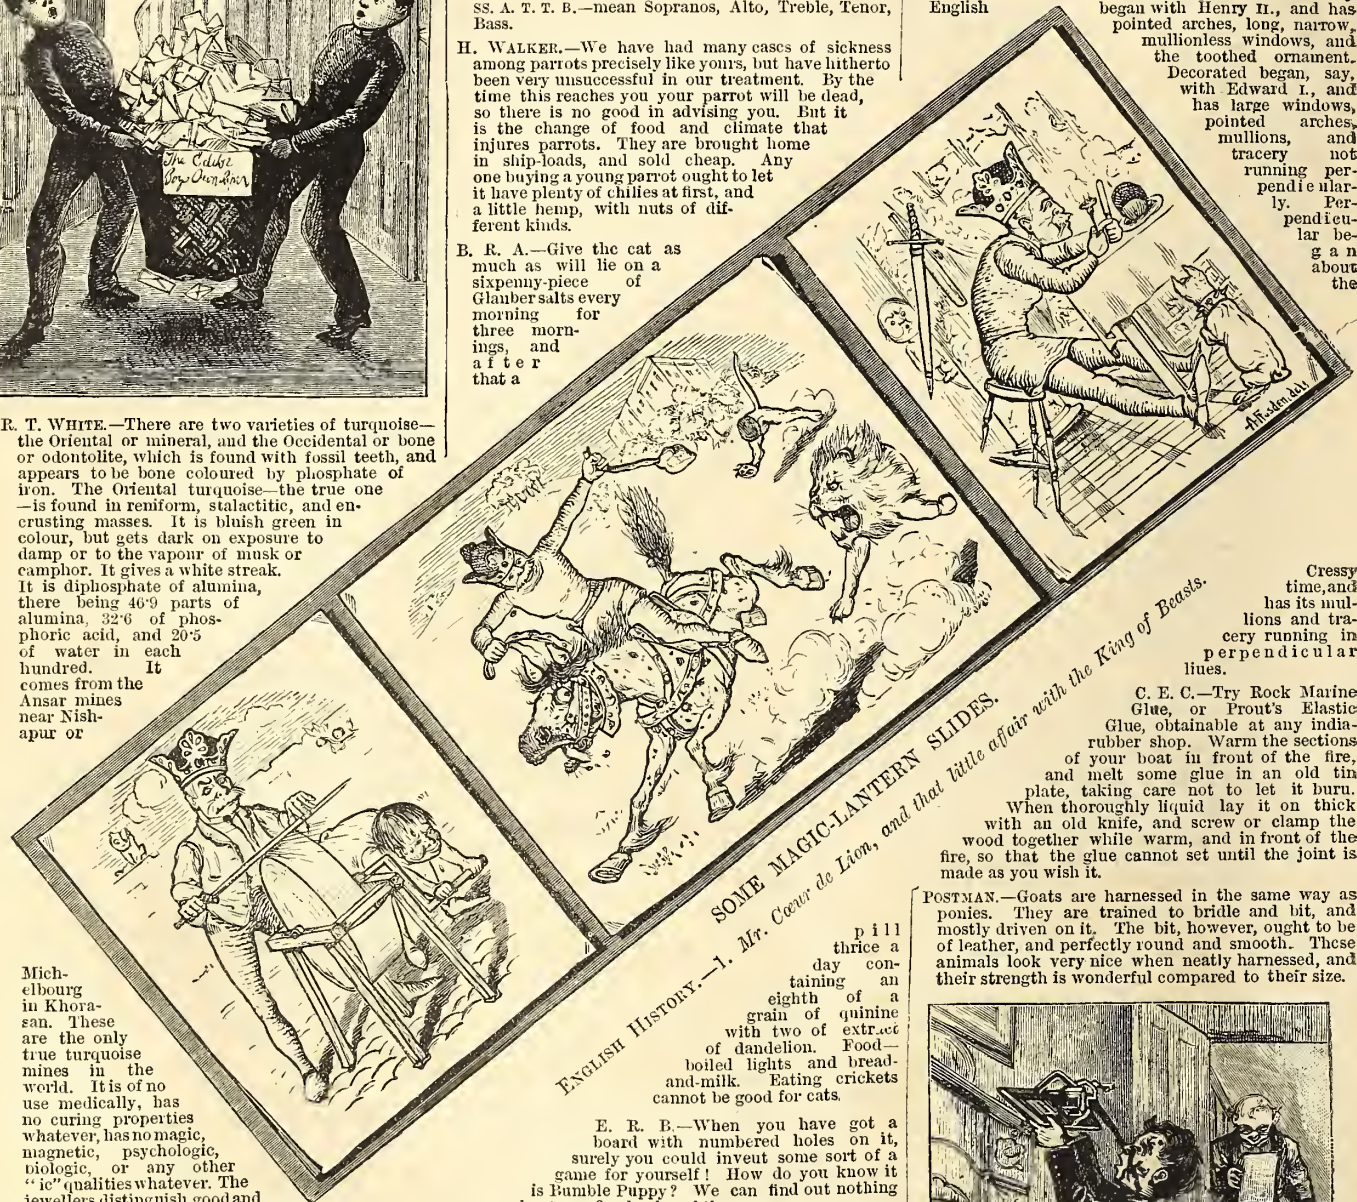 The Editor
Boy's Own Paper
R. T. WHITE.—There are two varieties of turquoise—
the Oriental or mineral, and the Occidental or bone
or odontolite, which is found with fossil teeth, and
appears to be bone coloured by phosphate of
iron. The Oriental turquoise—the true one
—is found in reniform, stalactitic, and en-
crusting masses. It is bluish green in
colour, but gets dark on exposure to
damp or to the vapour of musk or
camphor. It gives a white streak.
It is diphosphate of alumina,
there being 46·9 parts of
alumina, 32·6 of phos-
phoric acid, and 20·5
of water in each
hundred. It
comes from the
Ansar mines
near Nish-
apur or
Mich-
elbourg
in Khora-
san. These
are the only
true turquoise
mines in the
world. It is of no
use medically, has
no curing properties
whatever, has no magic,
magnetic, psychologic,
biologic, or any other
"ic" qualities whatever. The
jewellers distinguish good and
SS. A. T. T. B.—mean Sopranos, Alto, Treble, Tenor,
Bass.
H. WALKER.—We have had many cases of sickness
among parrots precisely like yours, but have hitherto
been very unsuccessful in our treatment. By the
time this reaches you your parrot will be dead,
so there is no good in advising you. But it
is the change of food and climate that
injures parrots. They are brought home
in ship-loads, and sold cheap. Any
one buying a young parrot ought to let
it have plenty of chilies at first, and
a little hemp, with nuts of dif-
ferent kinds.
B. R. A.—Give the cat as
much as will lie on a
sixpenny-piece of
Glauber salts every
morning for
three morn-
ings, and
after
that a
pill
thrice a
day con-
taining an
eighth of a
grain of quinine
with two of extract
of dandelion. Food—
boiled lights and bread-
and-milk. Eating crickets
cannot be good for cats.
E. R. B.—When you have got a
board with numbered holes on it,
surely you could invent some sort of a
game for yourself! How do you know it
is Bumble Puppy? We can find out nothing
SOME MAGIC-LANTERN SLIDES.
ENGLISH HISTORY.—1. Mr. Cœur de Lion, and that little affair with the King of Beasts.
English
began with Henry II., and has
pointed arches, long, narrow,
mullionless windows, and
the toothed ornament.
Decorated began, say,
with Edward I., and
has large windows,
pointed arches,
mullions, and
tracery not
running per-
pendicular-
ly. Per-
pendicu-
lar be-
gan
about
the
Cressy
time, and
has its mul-
lions and tra-
cery running in
perpendicular
lines.
C. E. C.—Try Rock Marine
Glue, or Prout's Elastic
Glue, obtainable at any india-
rubber shop. Warm the sections
of your boat in front of the fire,
and melt some glue in an old tin
plate, taking care not to let it burn.
When thoroughly liquid lay it on thick
with an old knife, and screw or clamp the
wood together while warm, and in front of the
fire, so that the glue cannot set until the joint is
made as you wish it.
POSTMAN.—Goats are harnessed in the same way as
ponies. They are trained to bridle and bit, and
mostly driven on it. The bit, however, ought to be
of leather, and perfectly round and smooth. These
animals look very nice when neatly harnessed, and
their strength is wonderful compared to their size.